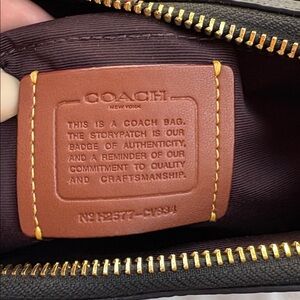 COACH
NEW YORK
THIS IS A COACH BAG.
THE STORYPATCH IS OUR
BADGE OF AUTHENTICITY,
AND A REMINDER OF OUR
COMMITMENT TO QUALITY
AND CRAFTSMANSHIP.
Nº H2577-CV934